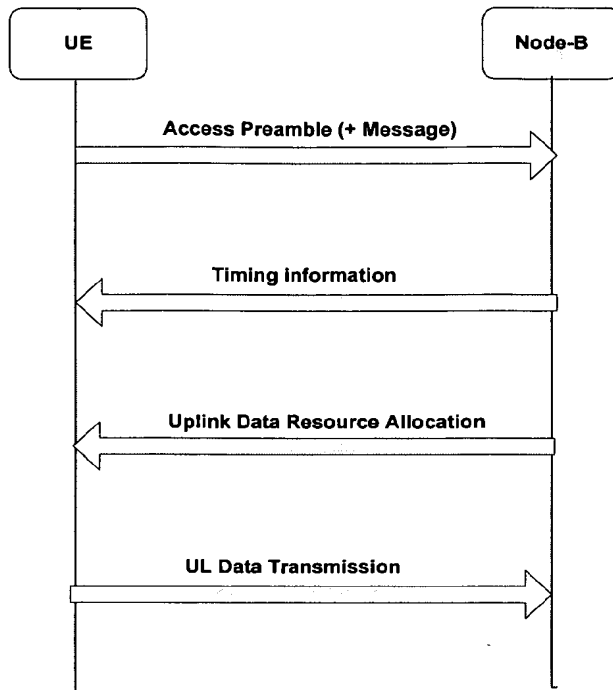 UE
Node-B
Access Preamble (+ Message)
Timing information
Uplink Data Resource Allocation
UL Data Transmission